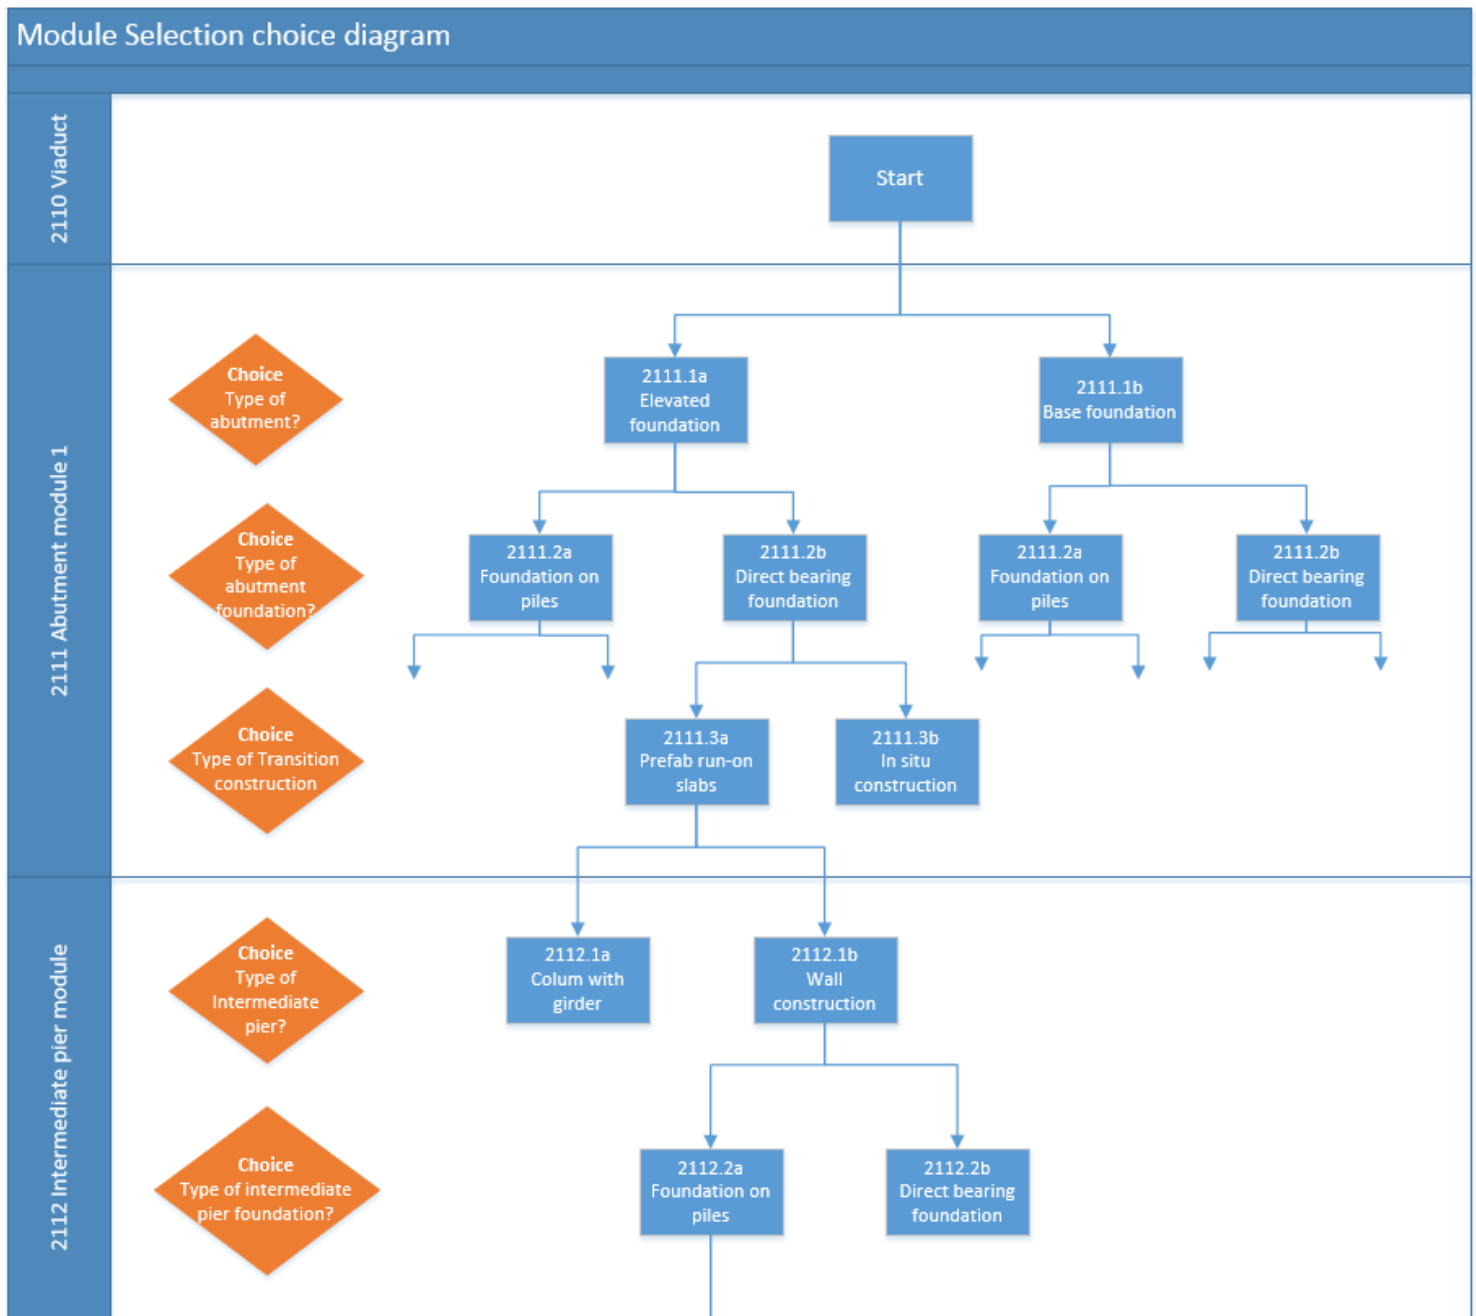 Module Selection choice diagram
2110 Viaduct
Start
2111 Abutment module 1
Choice
Type of
abutment?
2111.1a
Elevated
foundation
2111.1b
Base foundation
Choice
Type of
abutment
foundation?
2111.2a
Foundation on
piles
2111.2b
Direct bearing
foundation
2111.2a
Foundation on
piles
2111.2b
Direct bearing
foundation
Choice
Type of Transition
construction
2111.3a
Prefab run-on
slabs
2111.3b
In situ
construction
2112 Intermediate pier module
Choice
Type of
Intermediate
pier?
2112.1a
Colum with
girder
2112.1b
Wall
construction
Choice
Type of intermediate
pier foundation?
2112.2a
Foundation on
piles
2112.2b
Direct bearing
foundation